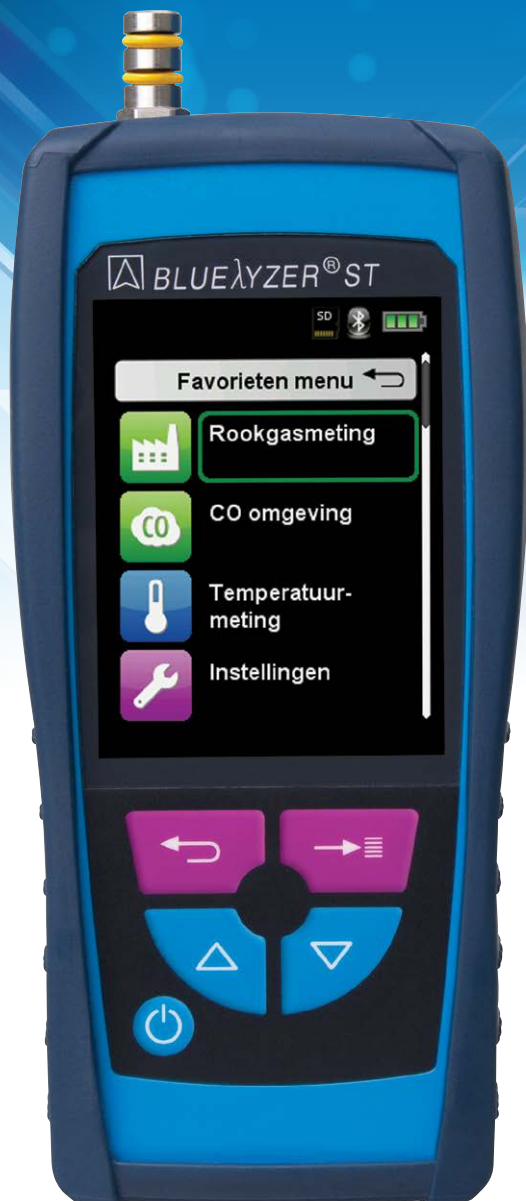 BLUEλYZER® ST
SD
Favorieten menu
Rookgasmeting
CO
CO omgeving
Temperatuur-
meting
Instellingen